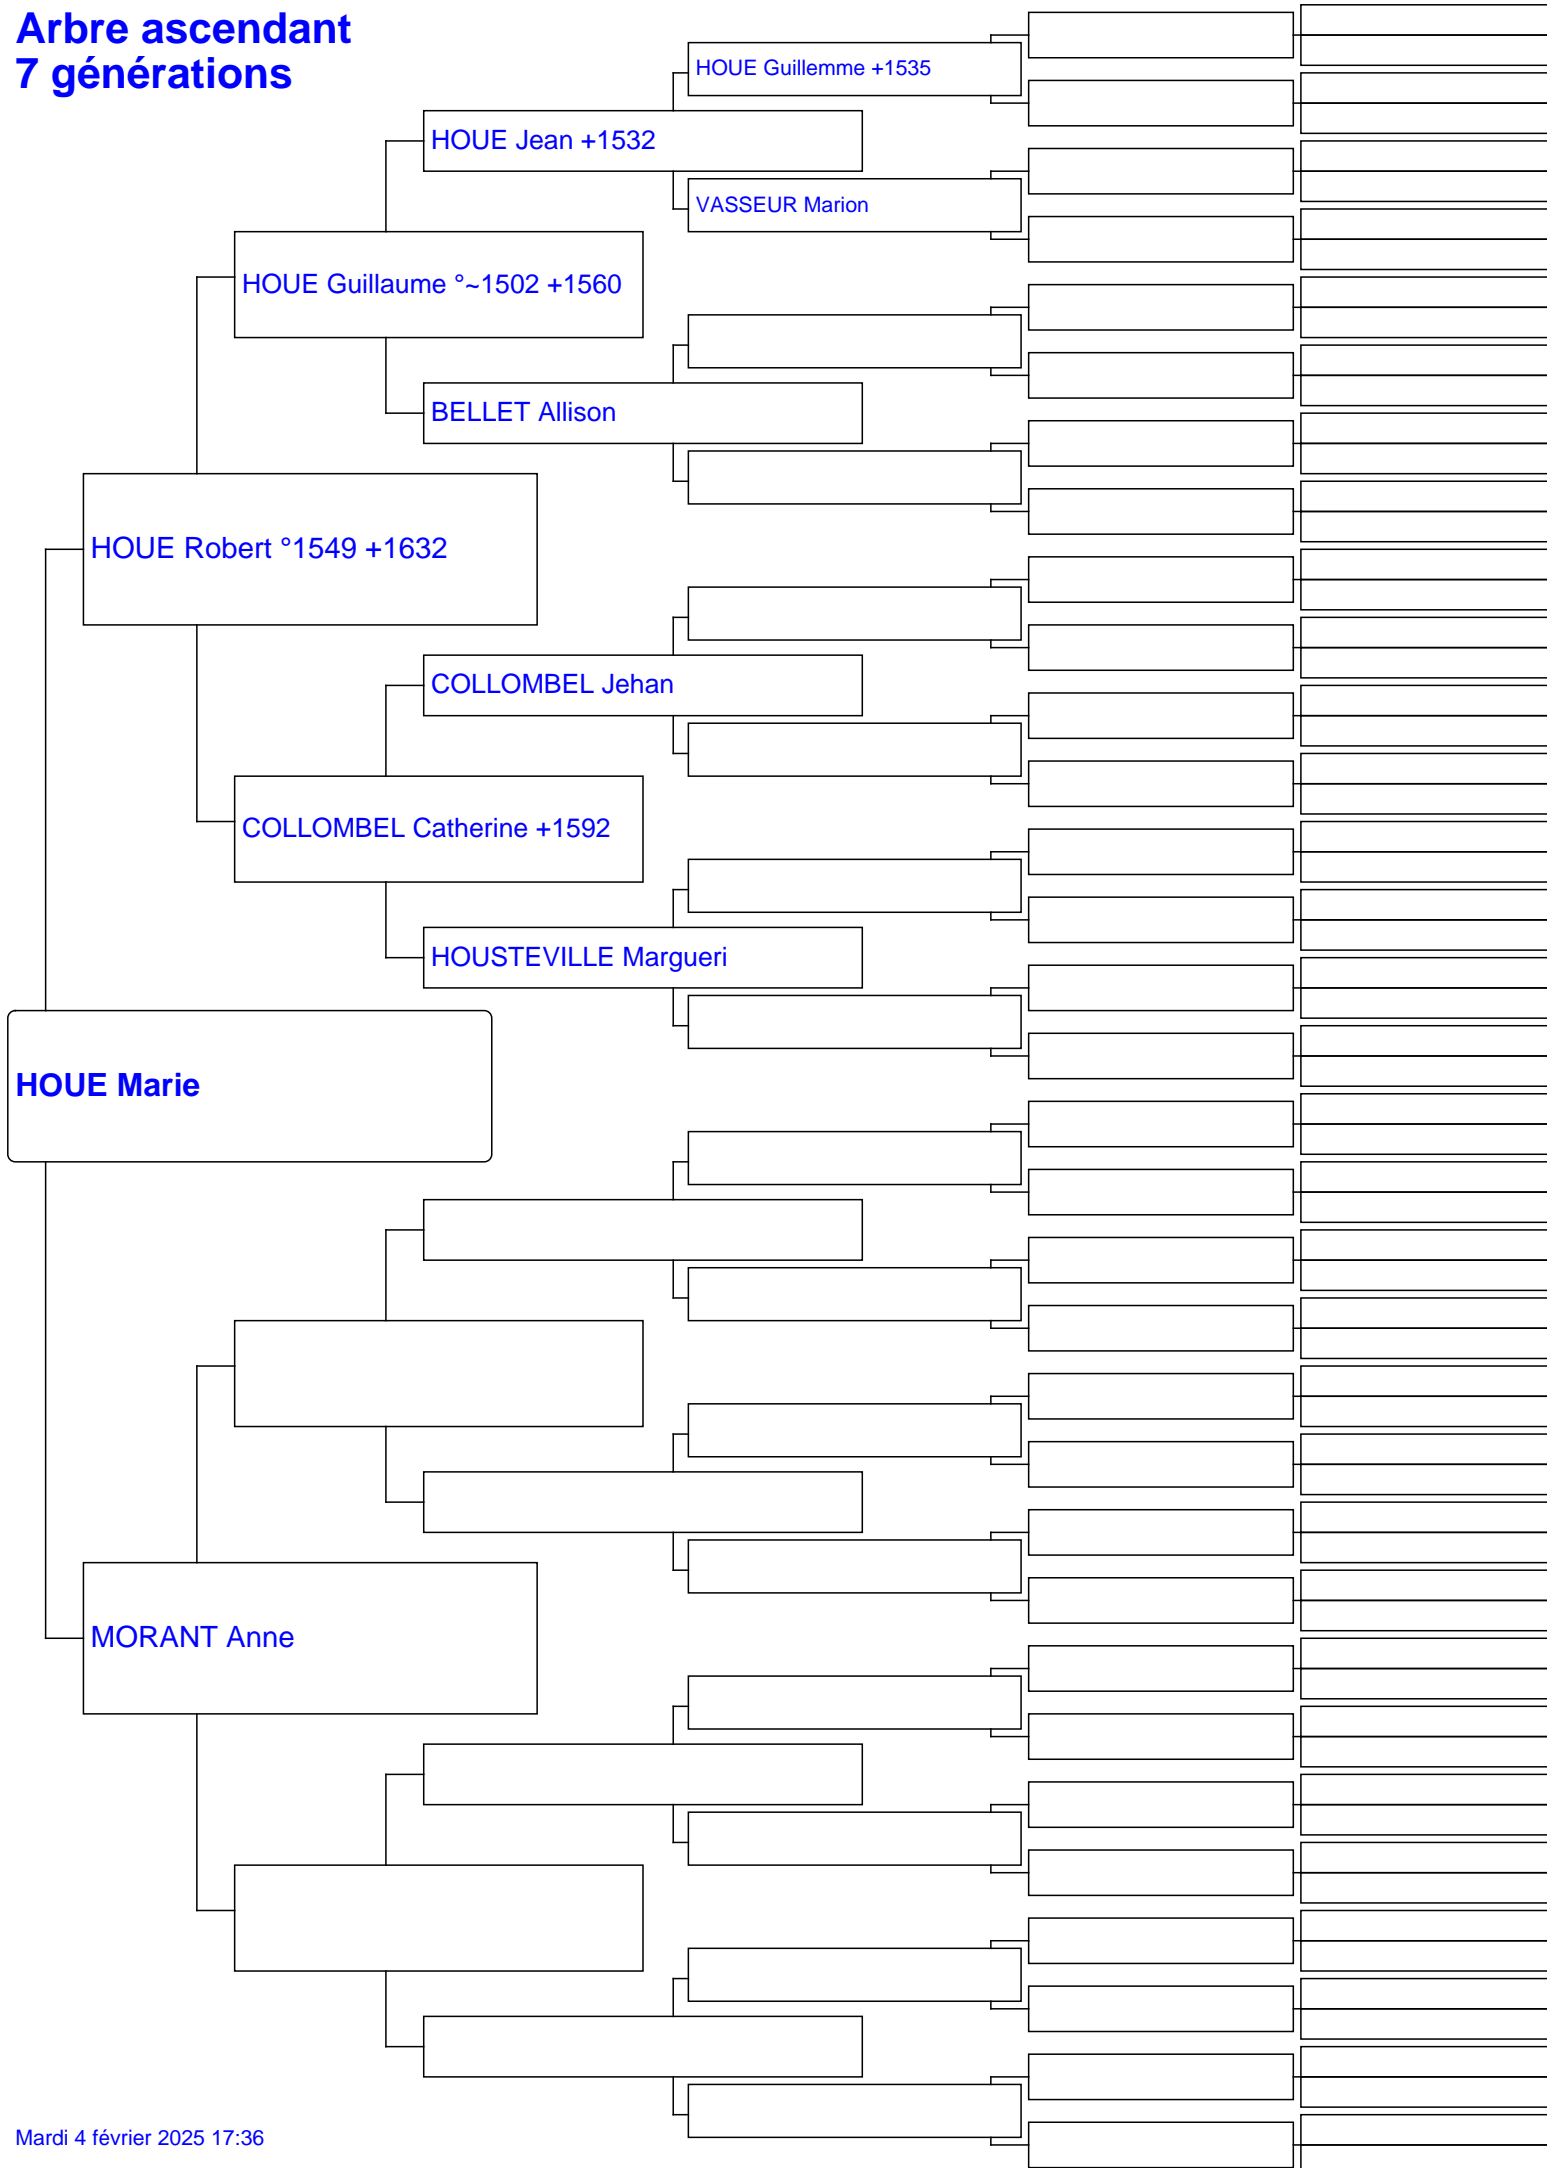 Arbre ascendant
7 générations
HOUE Guillemme +1535
HOUE Jean +1532
VASSEUR Marion
HOUE Guillaume °~1502 +1560
BELLET Allison
HOUE Robert °1549 +1632
COLLOMBEL Jehan
COLLOMBEL Catherine +1592
HOUSTEVILLE Margueri
HOUE Marie
MORANT Anne
Mardi 4 février 2025 17:36